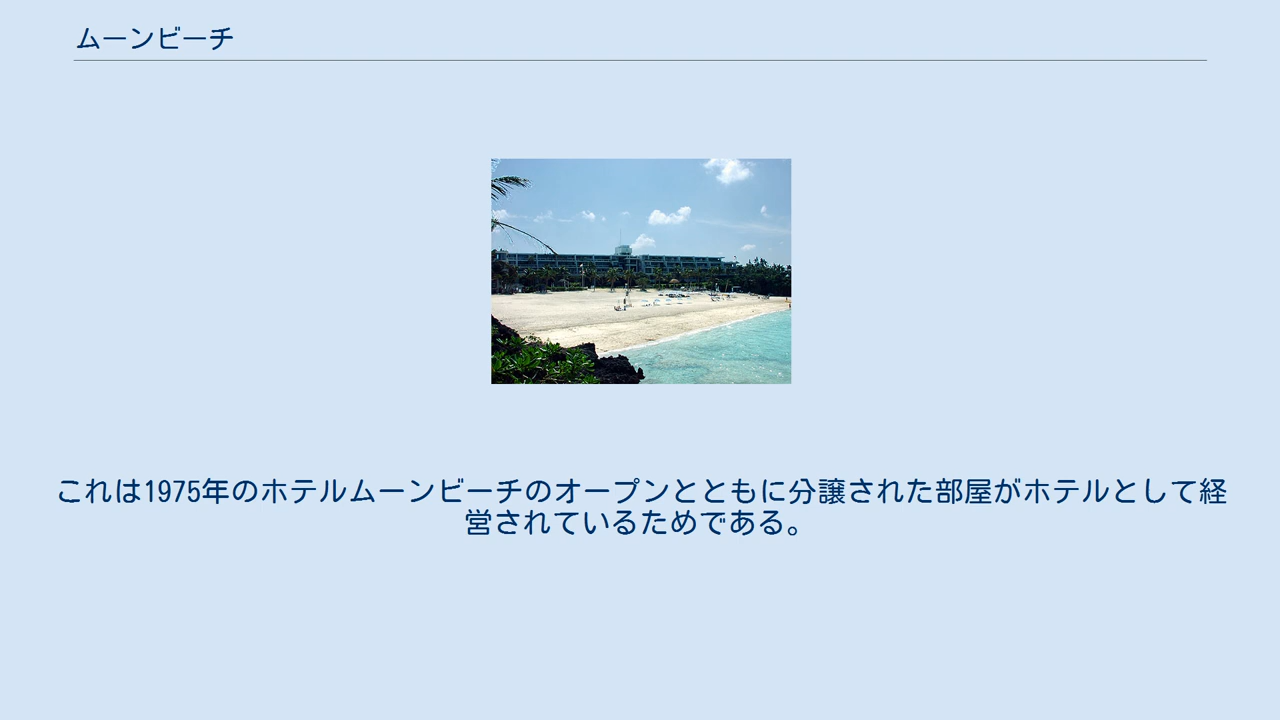 ムーンビーチ
これは1975年のホテルムーンビーチのオープンとともに分譲された部屋がホテルとして経
営されているためである。